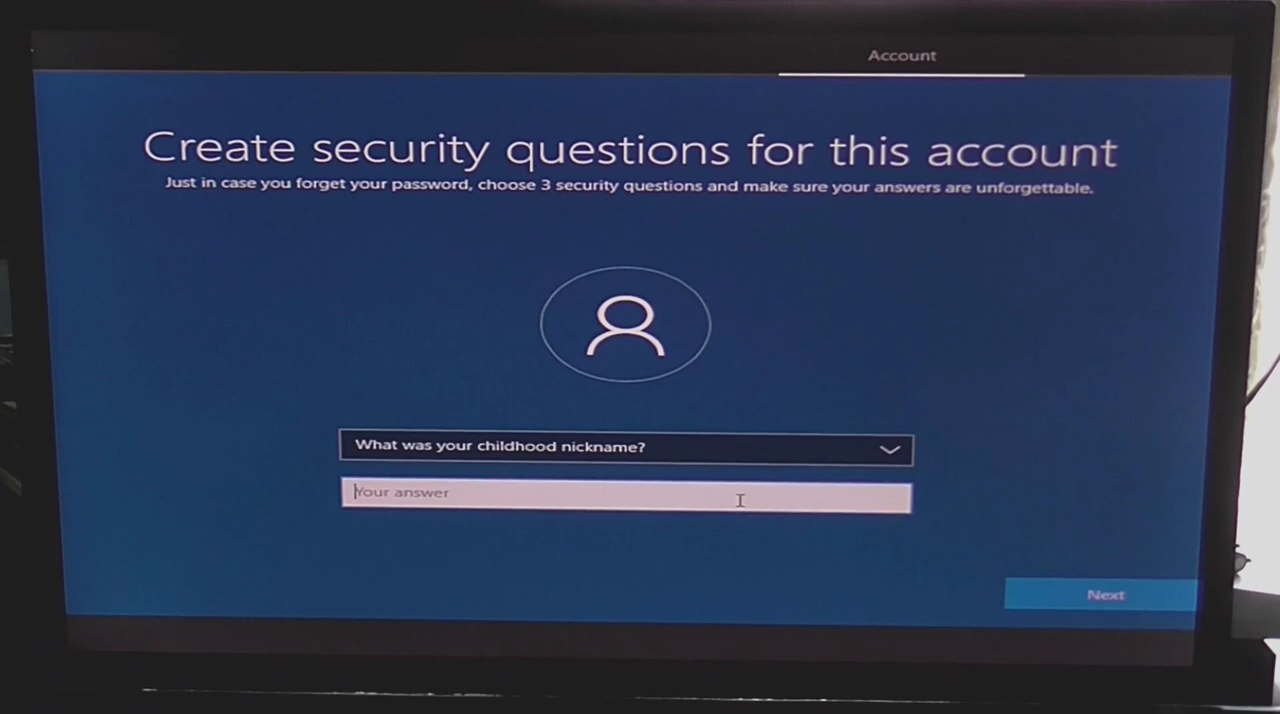 Account
Create security questions for this account
Just in case you forget your password, choose 3 security questions and make sure your answers are unforgettable.
What was your childhood nickname?
Your answer
Next